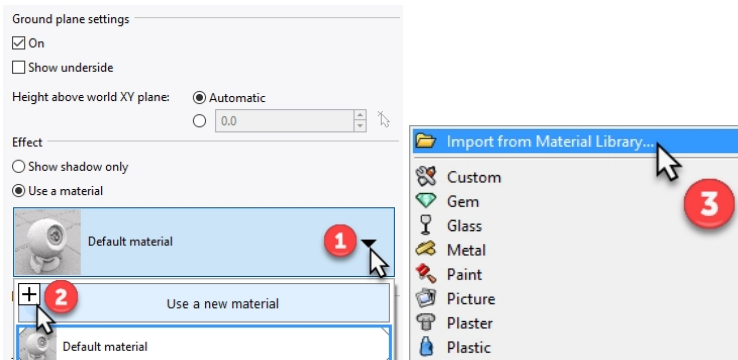 Ground plane settings
On
Show underside
Height above world XY plane:
Automatic
0.0
Effect
Show shadow only
Use a material
Default material
1
2
Use a new material
Default material
Import from Material Library...
3
Custom
Gem
Glass
Metal
Paint
Picture
Plaster
Plastic